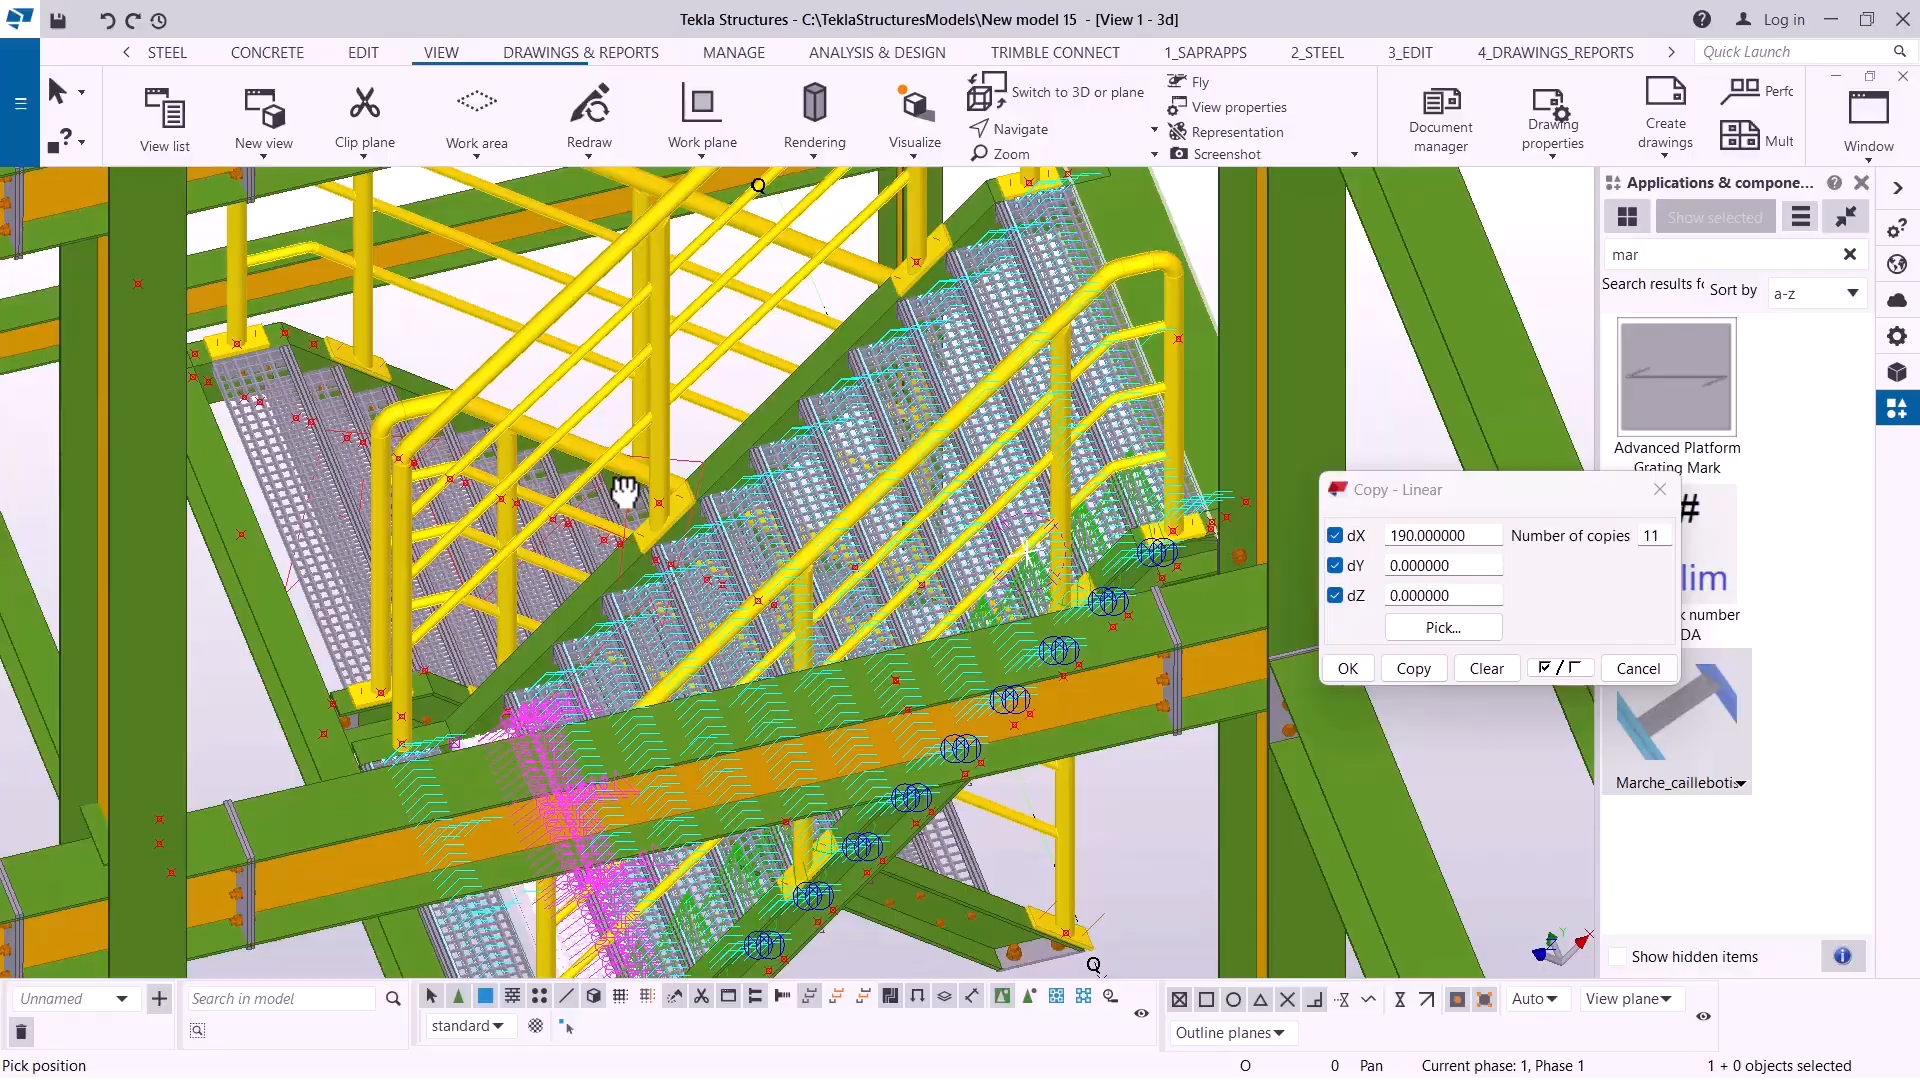 Tekla Structures - C:\TeklaStructuresModels\New model 15 - [View 1 - 3d]
Log in
STEEL CONCRETE EDIT VIEW DRAWINGS & REPORTS MANAGE ANALYSIS & DESIGN TRIMBLE CONNECT 1_SAPRAPPS 2_STEEL 3_EDIT 4_DRAWINGS_REPORTS
Quick Launch
View list
New view
Clip plane
Work area
Redraw
Work plane
Rendering
Visualize
Switch to 3D or plane
Navigate
Zoom
Fly
View properties
Representation
Screenshot
Document
manager
Drawing
properties
Create
drawings
Perfc
Mult
Window
Applications & compone...
Show selected
mar
Search results fo
Sort by
a-z
Advanced Platform
Grating Mark
#
lim
k number
DA
Marche_caillebotis
Show hidden items
Q
Q
Copy - Linear
dX 190.000000 Number of copies 11
dY 0.000000
dZ 0.000000
Pick...
OK Copy Clear / Cancel
Unnamed
Search in model
standard
Auto
View plane
Outline planes
Pick position
O 0 Pan Current phase: 1, Phase 1 1 + 0 objects selected